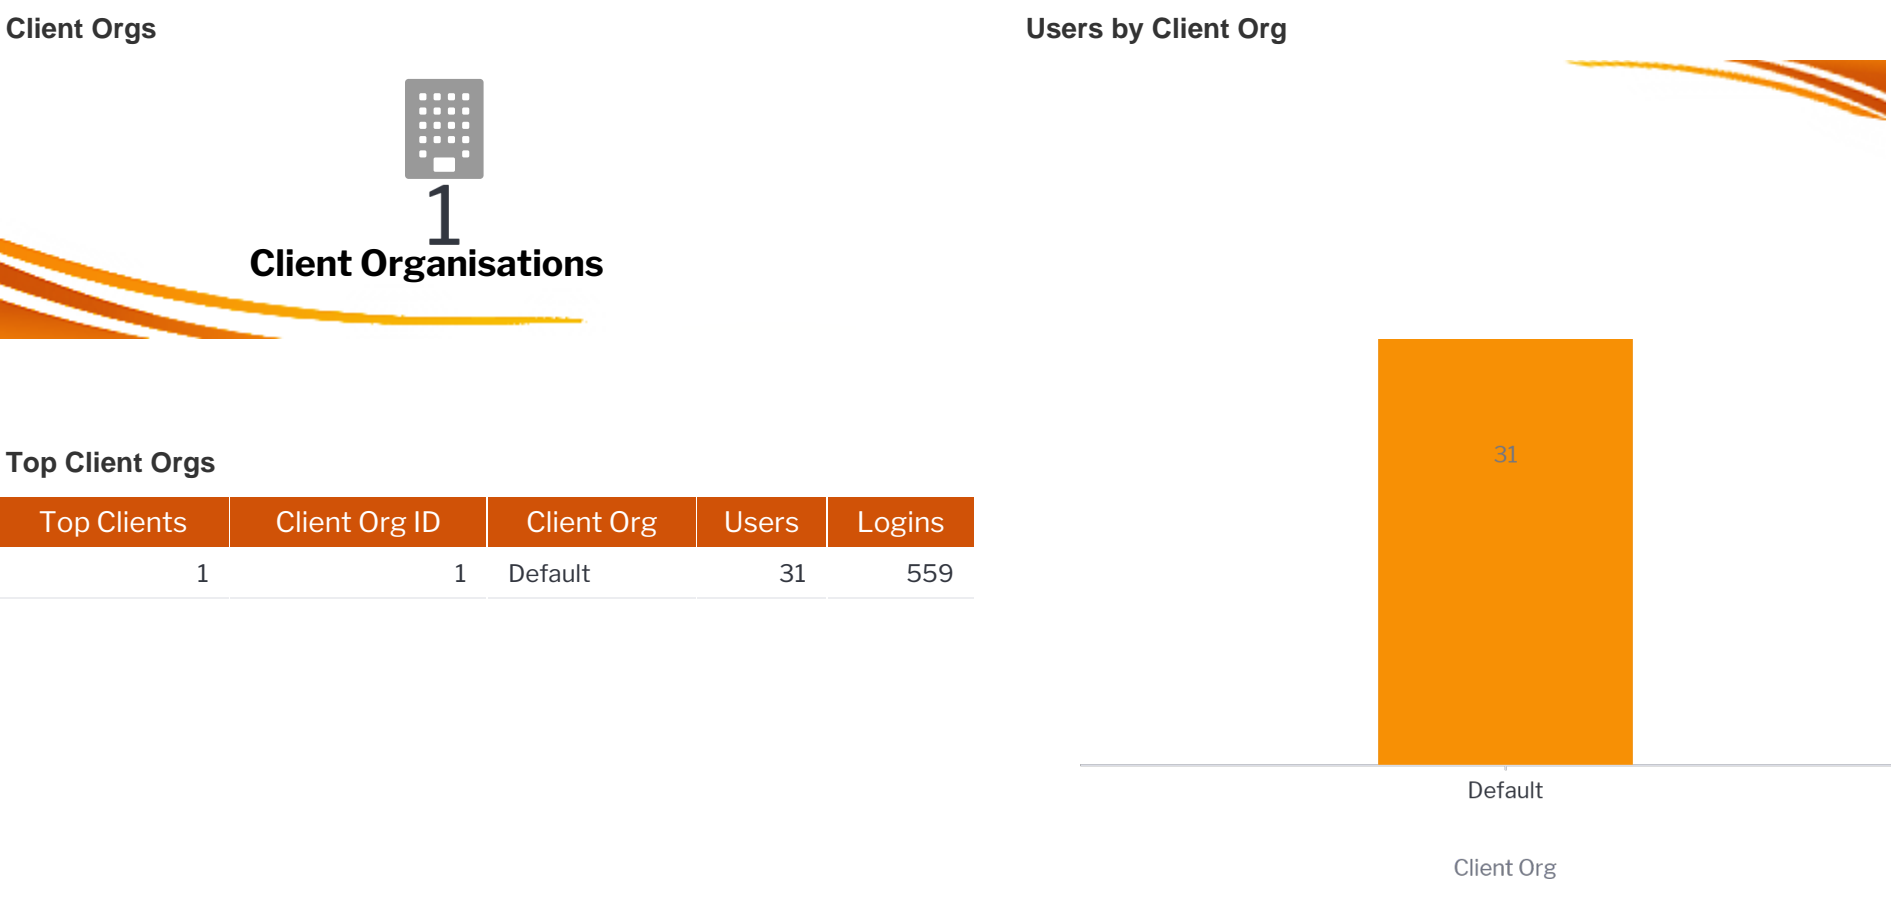 Client Orgs
1
Client Organisations
Top Client Orgs
Top Clients Client Org ID Client Org Users Logins
1 1 Default 31 559
Users by Client Org
31
Default
Client Org